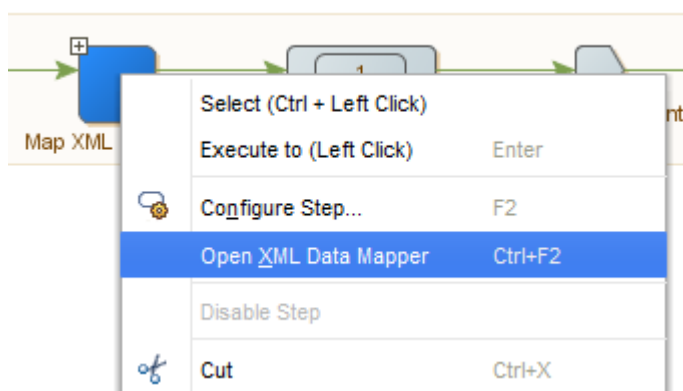 1
nt
Map XML
Select (Ctrl + Left Click)
Execute to (Left Click) Enter
Configure Step... F2
Open XML Data Mapper Ctrl+F2
Disable Step
Cut Ctrl+X